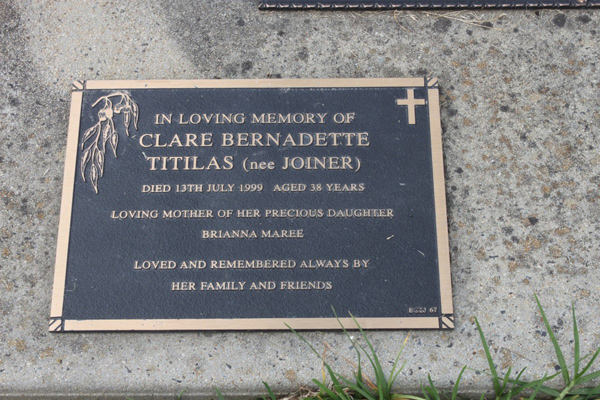 IN LOVING MEMORY OF
CLARE BERNADETTE
TITILAS (nee JOINER)
DIED 13TH JULY 1999 AGED 38 YEARS
LOVING MOTHER OF HER PRECIOUS DAUGHTER
BRIANNA MAREE
LOVED AND REMEMBERED ALWAYS BY
HER FAMILY AND FRIENDS